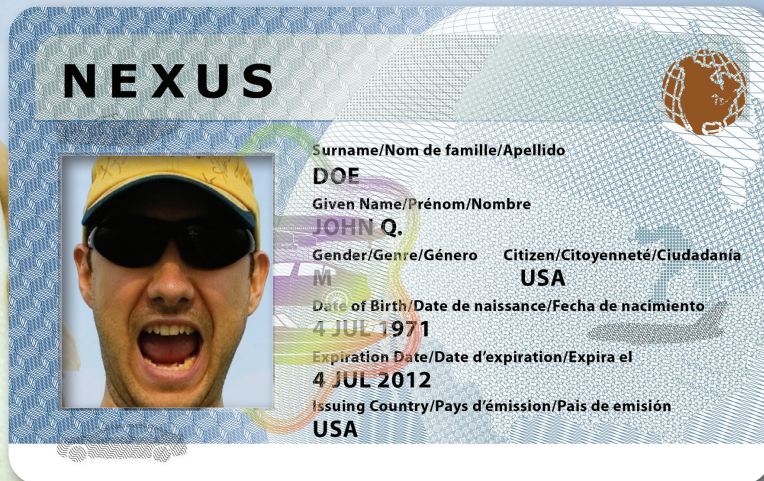 NEXUS
Surname/Nom de famille/Apellido
DOE
Given Name/Prénom/Nombre
JOHN Q.
Gender/Genre/Género Citizen/Citoyenneté/Ciudadanía
M USA
Date of Birth/Date de naissance/Fecha de nacimiento
4 JUL 1971
Expiration Date/Date d'expiration/Expira el
4 JUL 2012
Issuing Country/Pays d'émission/Pais de emisión
USA